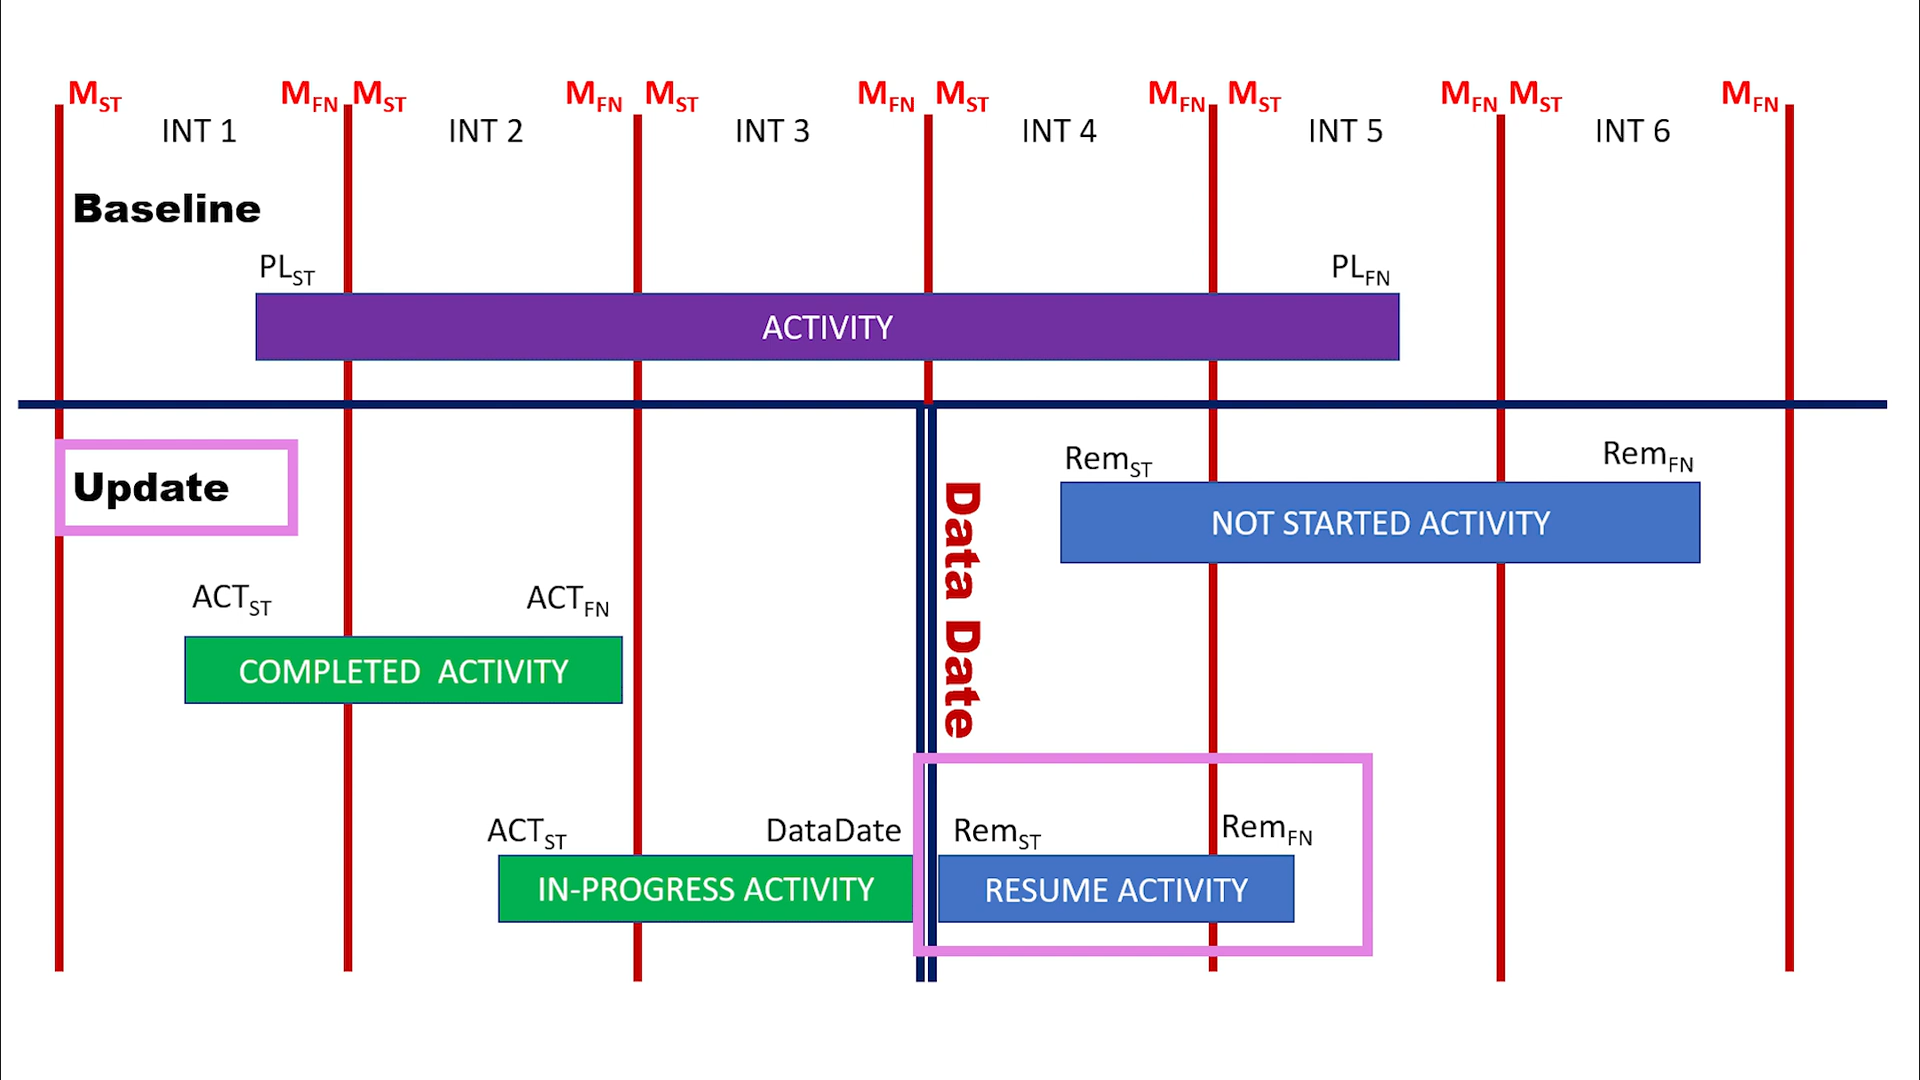 MST MFN MST MFN MST MFN MST MFN MST MFN MST MFN
INT 1 INT 2 INT 3 INT 4 INT 5 INT 6
Baseline
PLST PLFN
ACTIVITY
Update
RemST RemFN
NOT STARTED ACTIVITY
Data Date
ACTST ACTFN
COMPLETED ACTIVITY
ACTST DataDate RemST RemFN
IN-PROGRESS ACTIVITY RESUME ACTIVITY